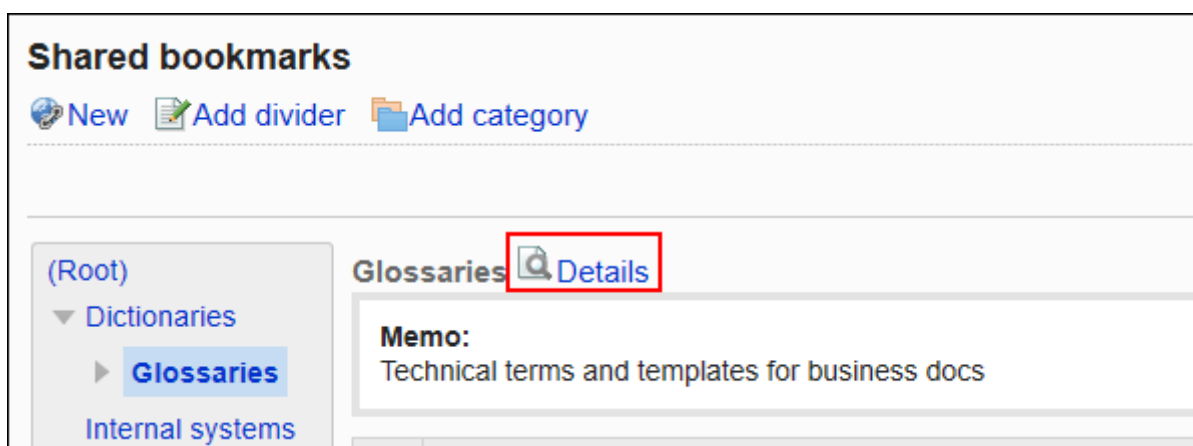 Shared bookmarks
New Add divider Add category
(Root)
Dictionaries
Glossaries
Internal systems
Glossaries Details
Memo:
Technical terms and templates for business docs